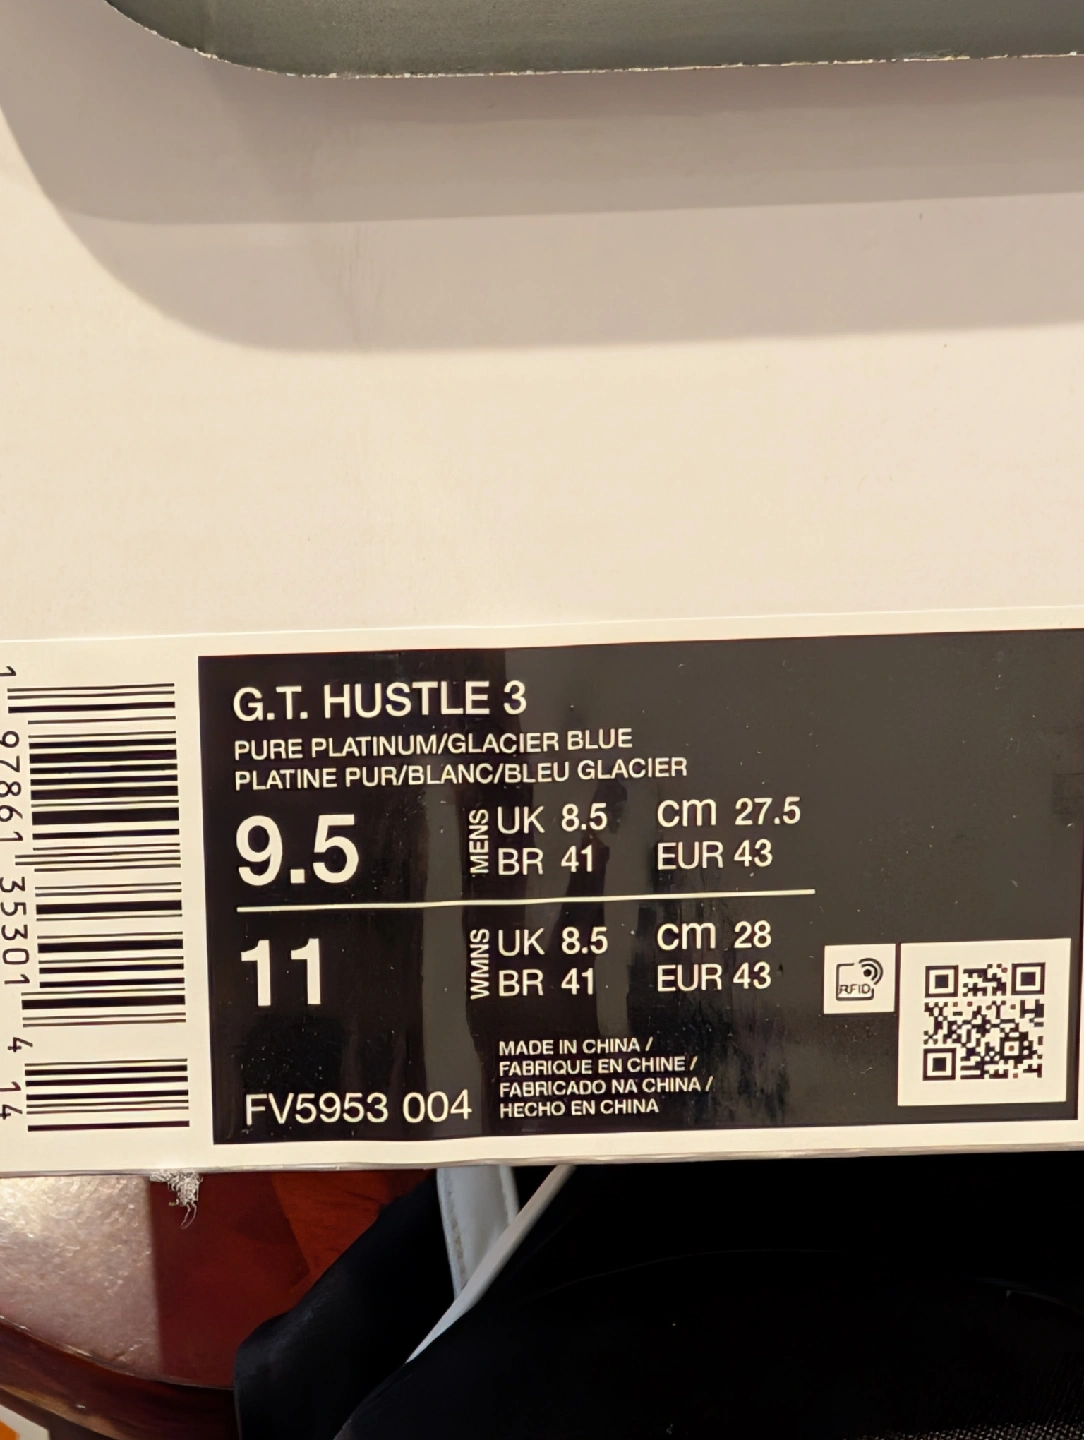 G.T. HUSTLE 3
PURE PLATINUM/GLACIER BLUE
PLATINE PUR/BLANC/BLEU GLACIER
9.5
MENS
UK 8.5
cm 27.5
BR 41
EUR 43
11
WMNS
UK 8.5
cm 28
BR 41
EUR 43
RFID
MADE IN CHINA /
FABRIQUE EN CHINE /
FABRICADO NA CHINA /
HECHO EN CHINA
FV5953 004
1 97861 35301 4 14